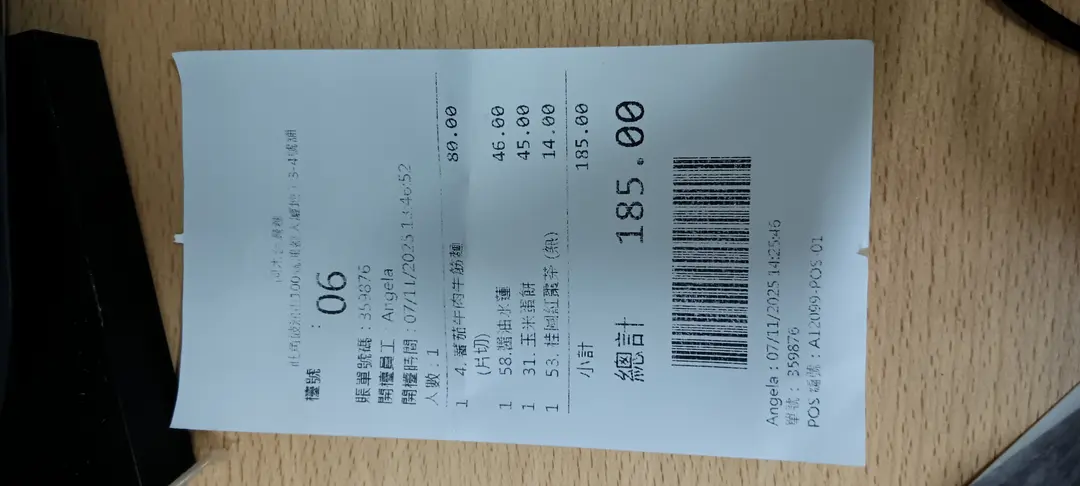 檯號 : 06
賬單號碼 : 359876
開檯員工 Angela
開檯時間 : 07/11/2025 13:46:52
人數 : 1
1 4. 蕃茄牛肉牛筋麵 80.00
(片切)
1 58. 醬油水蓮 46.00
1 31. 玉米蛋餅 45.00
1 53. 桂圓紅棗茶 (熱) 14.00
小計 185.00
總計 185.00
Angela : 07/11/2025 14:25:46
單號 : 359876
POS 編號 : A12099-POS-01